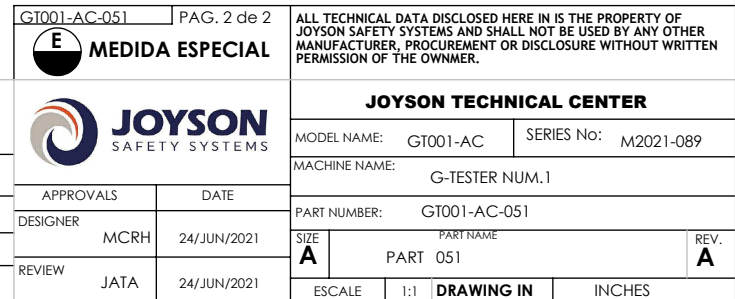 GT001-AC-051 PAG. 2 de 2
E MEDIDA ESPECIAL
ALL TECHNICAL DATA DISCLOSED HERE IN IS THE PROPERTY OF
JOYSON SAFETY SYSTEMS AND SHALL NOT BE USED BY ANY OTHER
MANUFACTURER, PROCUREMENT OR DISCLOSURE WITHOUT WRITTEN
PERMISSION OF THE OWNMER.
JOYSON
SAFETY SYSTEMS
JOYSON TECHNICAL CENTER
MODEL NAME: GT001-AC SERIES No: M2021-089
MACHINE NAME:
G-TESTER NUM.1
APPROVALS DATE
PART NUMBER: GT001-AC-051
DESIGNER
MCRH 24/JUN/2021
SIZE PART NAME REV.
A PART 051 A
REVIEW
JATA 24/JUN/2021
ESCALE 1:1 DRAWING IN INCHES